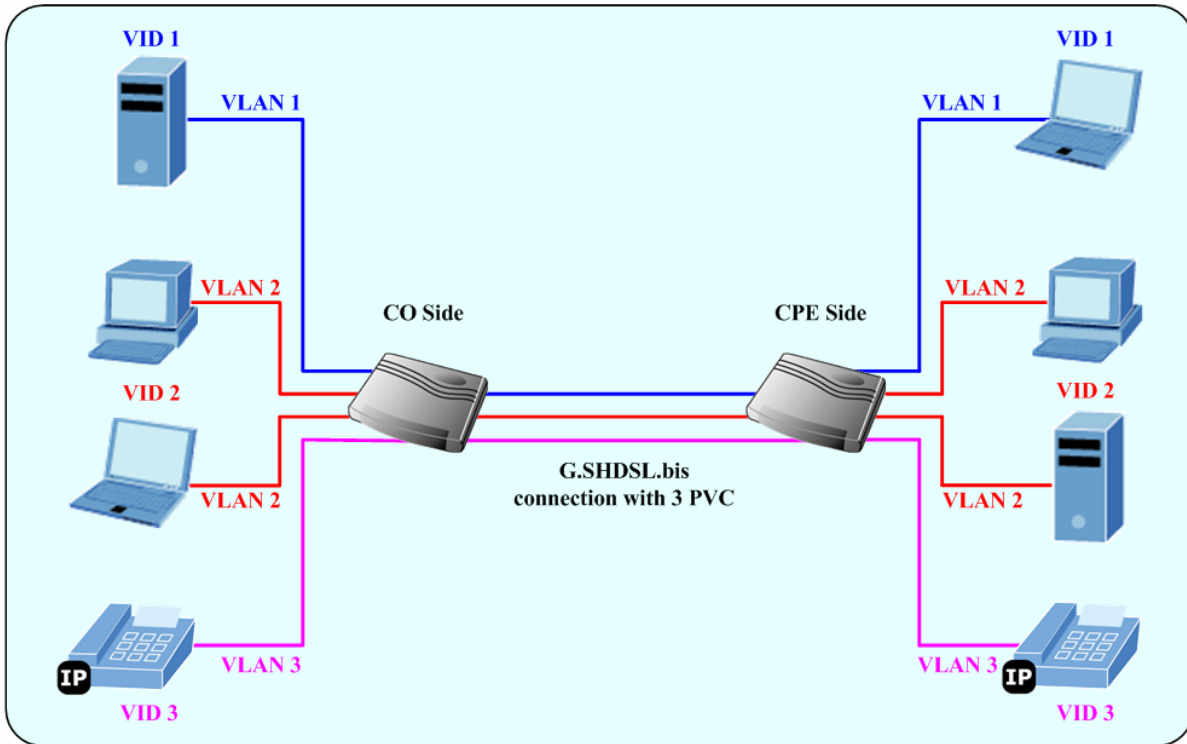 VID 1
VID 1
VLAN 1
VLAN 1
VLAN 2
VLAN 2
CO Side
CPE Side
VID 2
VID 2
G.SHDSL.bis
connection with 3 PVC
VLAN 2
VLAN 2
VLAN 3
VLAN 3
IP
IP
VID 3
VID 3